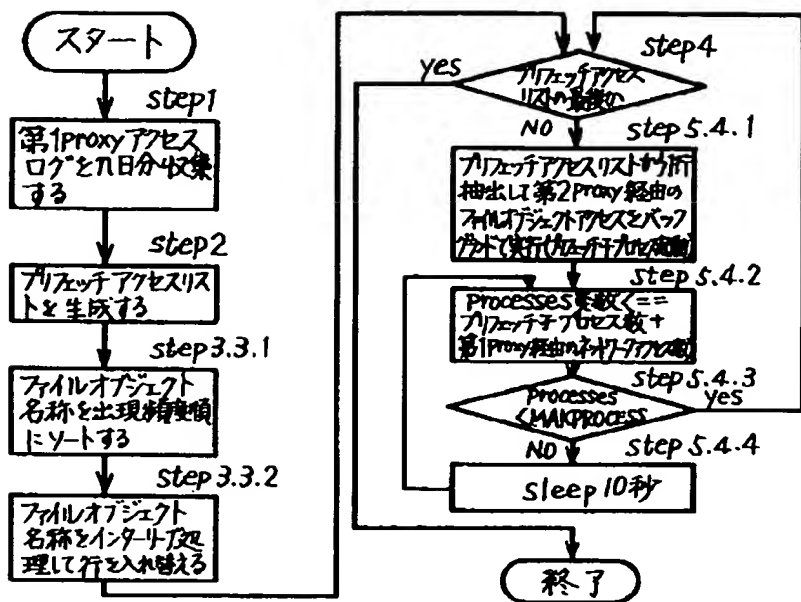 スタート
step1
第1proxyアクセス
ログをn日分収集
する
step2
プリフェッチアクセスリス
トを生成する
step3.3.1
ファイルオブジェクト
名称を出現頻度順
にソートする
step3.3.2
ファイルオブジェクト
名称をインターリーブ処
理して行を入れ替える
step4
yes
プリフェッチアクセス
リストの最後の
NO
step5.4.1
プリフェッチアクセスリストから1行
抽出して第2proxy経由の
ファイルオブジェクトアクセスをバック
グランドで実行(プリフェッチ子プロセス起動)
step5.4.2
Processes変数<==
プリフェッチ子プロセス数+
第1proxy経由のネットワークアクセス数
step5.4.3
Processes
<MAXPROCESS
yes
NO
step5.4.4
sleep10秒
終了